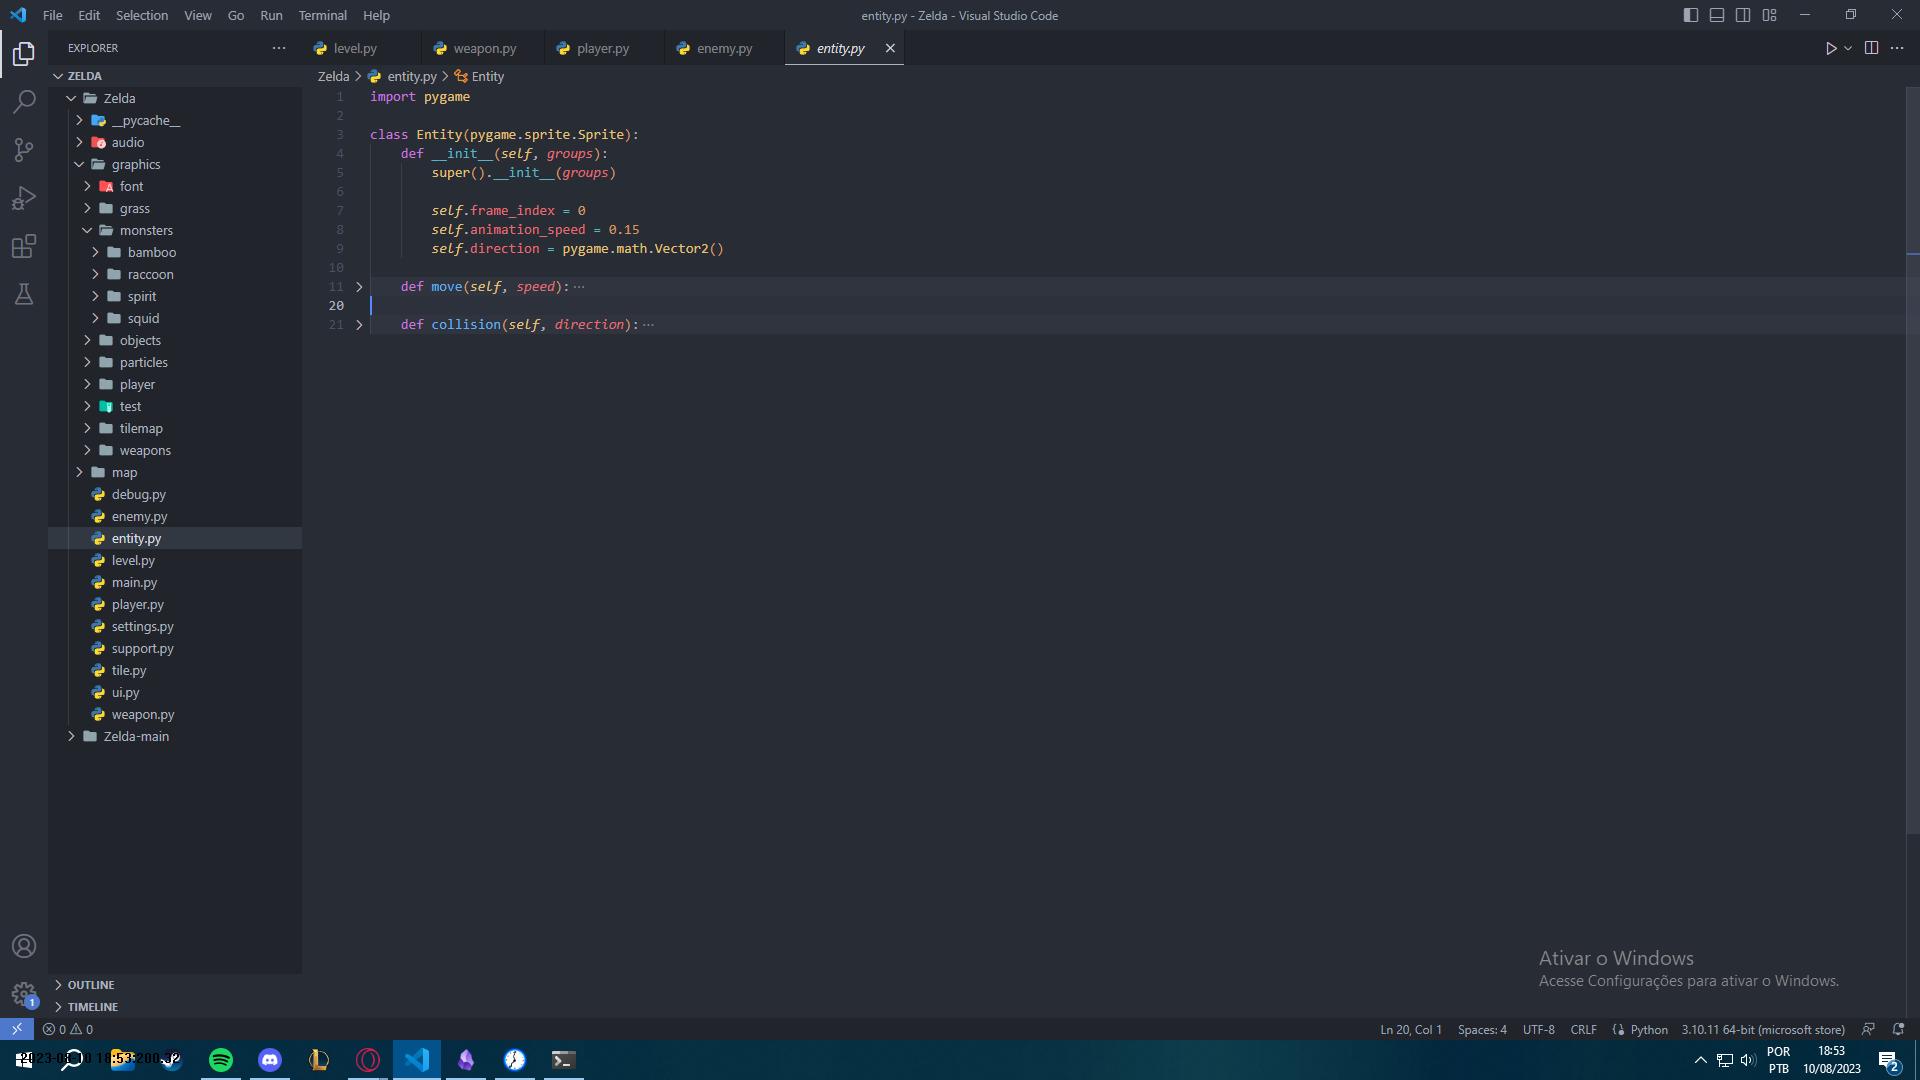 File Edit Selection View Go Run Terminal Help
entity.py - Zelda - Visual Studio Code
EXPLORER
level.py
weapon.py
player.py
enemy.py
entity.py
ZELDA
Zelda
__pycache__
audio
graphics
font
grass
monsters
bamboo
raccoon
spirit
squid
objects
particles
player
test
tilemap
weapons
map
debug.py
enemy.py
entity.py
level.py
main.py
player.py
settings.py
support.py
tile.py
ui.py
weapon.py
Zelda-main
OUTLINE
TIMELINE
Zelda > entity.py > Entity
1 import pygame
2
3 class Entity(pygame.sprite.Sprite):
4 def __init__(self, groups):
5 super().__init__(groups)
6
7 self.frame_index = 0
8 self.animation_speed = 0.15
9 self.direction = pygame.math.Vector2()
10
11 def move(self, speed):···
20
21 def collision(self, direction):···
Ativar o Windows
Acesse Configurações para ativar o Windows.
1
0 0
Ln 20, Col 1 Spaces: 4 UTF-8 CRLF Python 3.10.11 64-bit (microsoft store)
2023-08-10 18:53:200.32
POR
PTB
18:53
10/08/2023
2